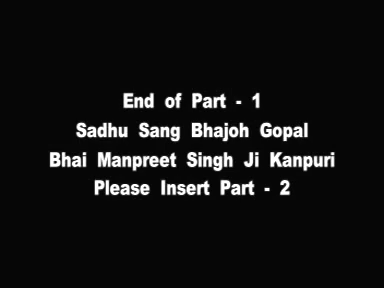 End of Part - 1
Sadhu Sang Bhajoh Gopal
Bhai Manpreet Singh Ji Kanpuri
Please Insert Part - 2